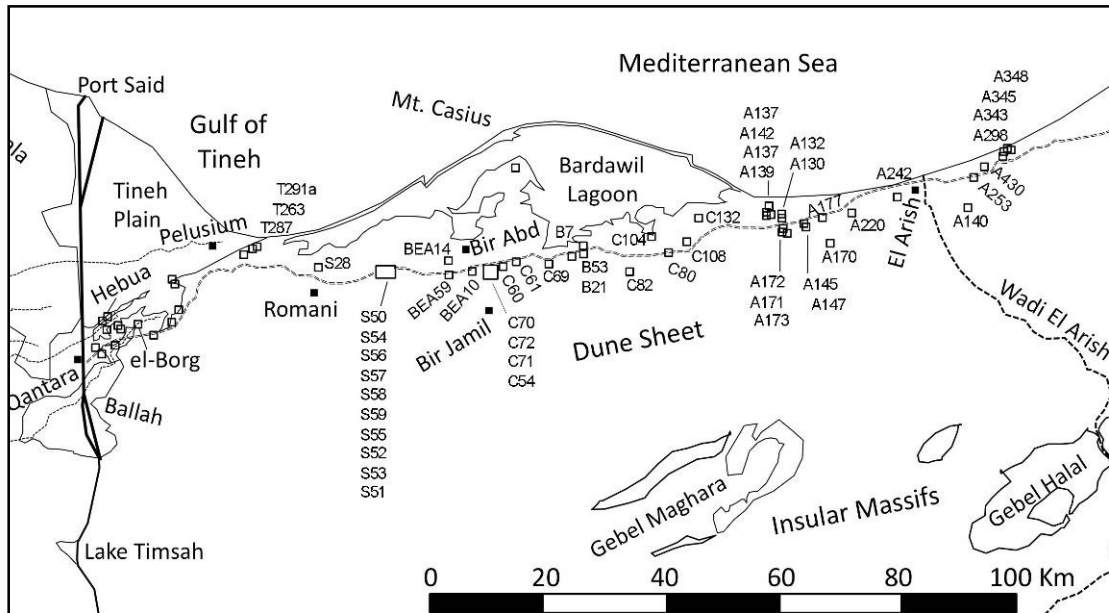 Mediterranean Sea
Port Said
Mt. Casius
Gulf of
Tineh
Bardawil
Lagoon
Tineh
Plain
Pelusium
T291a
T263
T287
A137
A142
A137
A139
A132
A130
A348
A345
A343
A298
A430
A253
A140
A242
El Arish
A220
A177
A170
A145
A147
A172
A171
A173
C132
C104
C108
C80
C82
B7
B53
B21
C69
C61
C60
C70
C72
C71
C54
Bir Abd
BEA14
BEA59
BEA10
Bir Jamil
S28
Romani
S50
S54
S56
S57
S58
S59
S55
S52
S53
S51
Hebua
el-Borg
Qantara
Ballah
Dune Sheet
Wadi El Arish
Gebel Maghara
Insular Massifs
Gebel Halal
Lake Timsah
0 20 40 60 80 100 Km